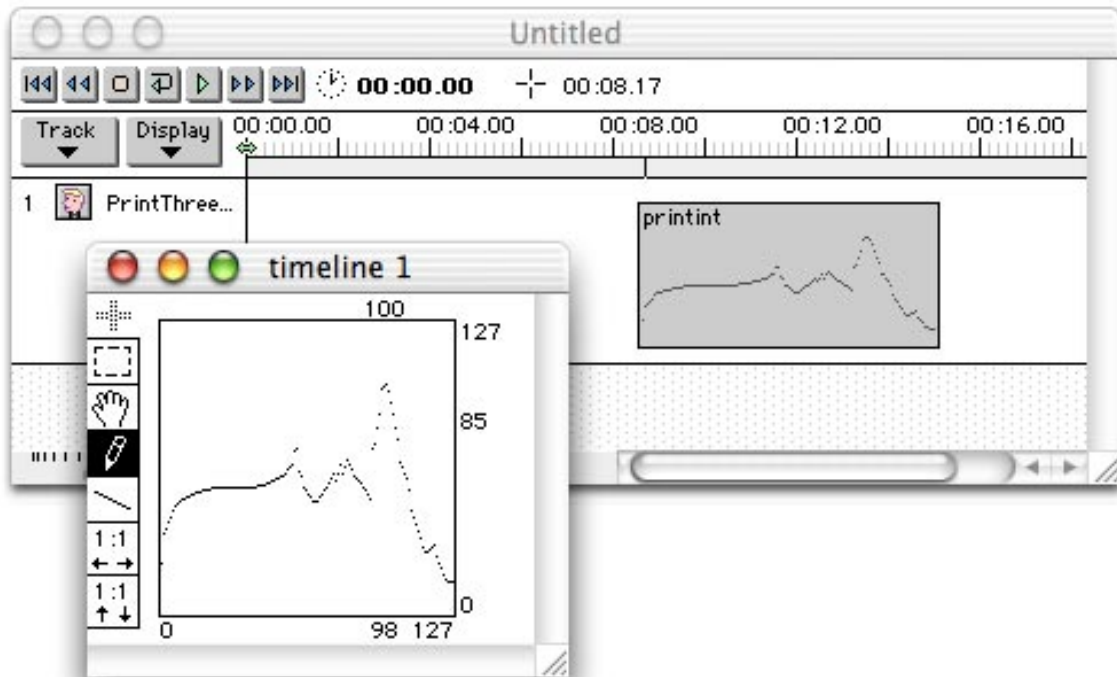 Untitled
00:00.00 00:08.17
Track Display 00:00.00 00:04.00 00:08.00 00:12.00 00:16.00
1 PrintThree... printint
timeline 1
100
127
85
1:1
1:1
0
0 98 127